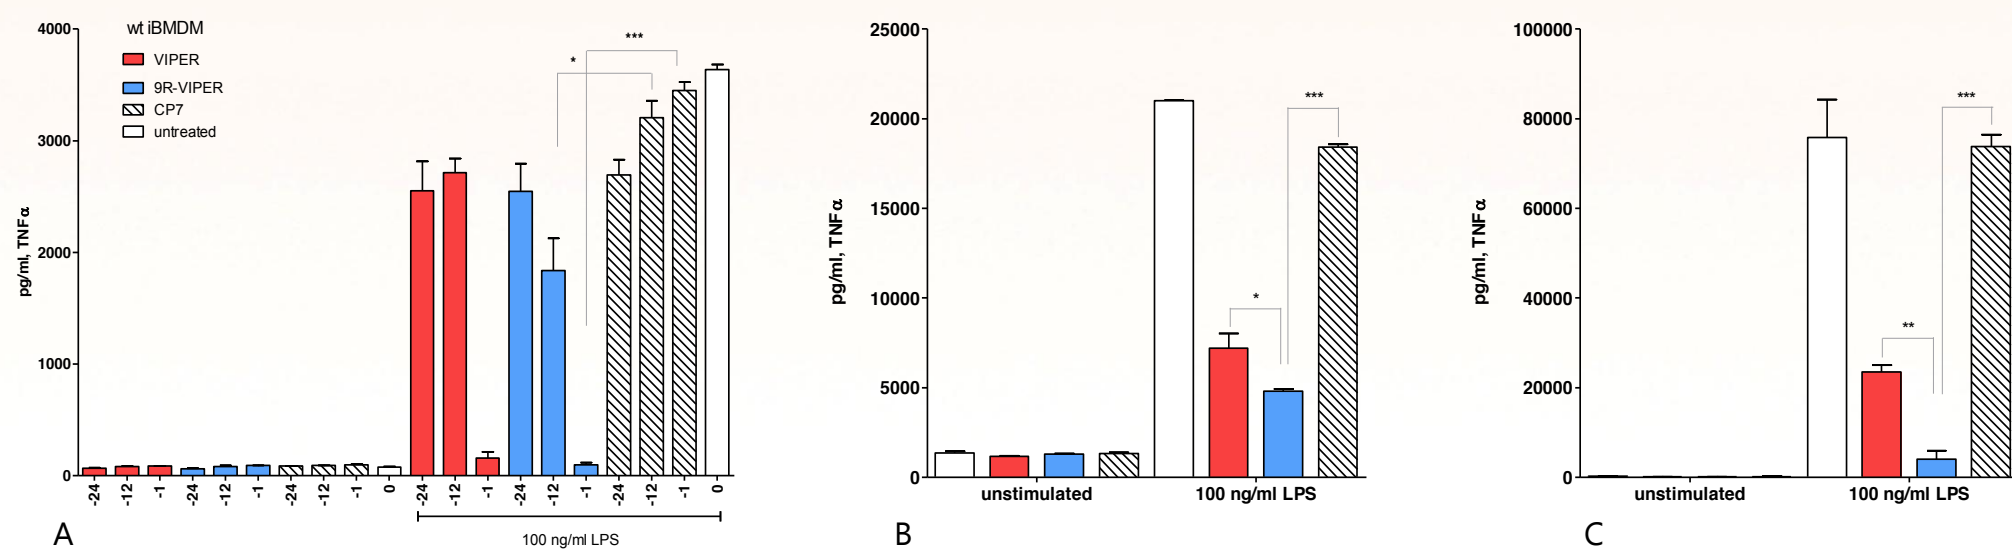 wt iBMDM
VIPER
9R-VIPER
CP7
untreated
pg/ml, TNFα
4000
3000
2000
1000
0
*
***
-24 -12 -1 -24 -12 -1 -24 -12 -1 0 -24 -12 -1 -24 -12 -1 -24 -12 -1 0
100 ng/ml LPS
A
pg/ml, TNFα
25000
20000
15000
10000
5000
0
*
***
unstimulated 100 ng/ml LPS
B
pg/ml, TNFα
100000
80000
60000
40000
20000
0
**
***
unstimulated 100 ng/ml LPS
C